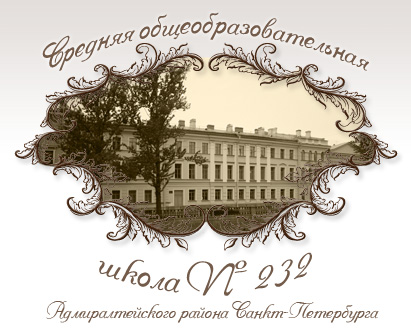 Средняя общеобразовательная
школа № 232
Адмиралтейского района Санкт-Петербурга